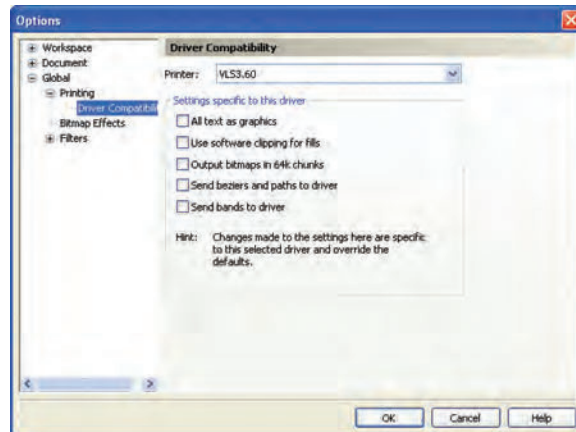 Options
Workspace
Document
Global
Printing
Driver Compatibili
Bitmap Effects
Filters
Driver Compatibility
Printer: VLS3.60
Settings specific to this driver
All text as graphics
Use software clipping for fills
Output bitmaps in 64k chunks
Send beziers and paths to driver
Send bands to driver
Hint: Changes made to the settings here are specific
to this selected driver and override the
defaults.
OK Cancel Help